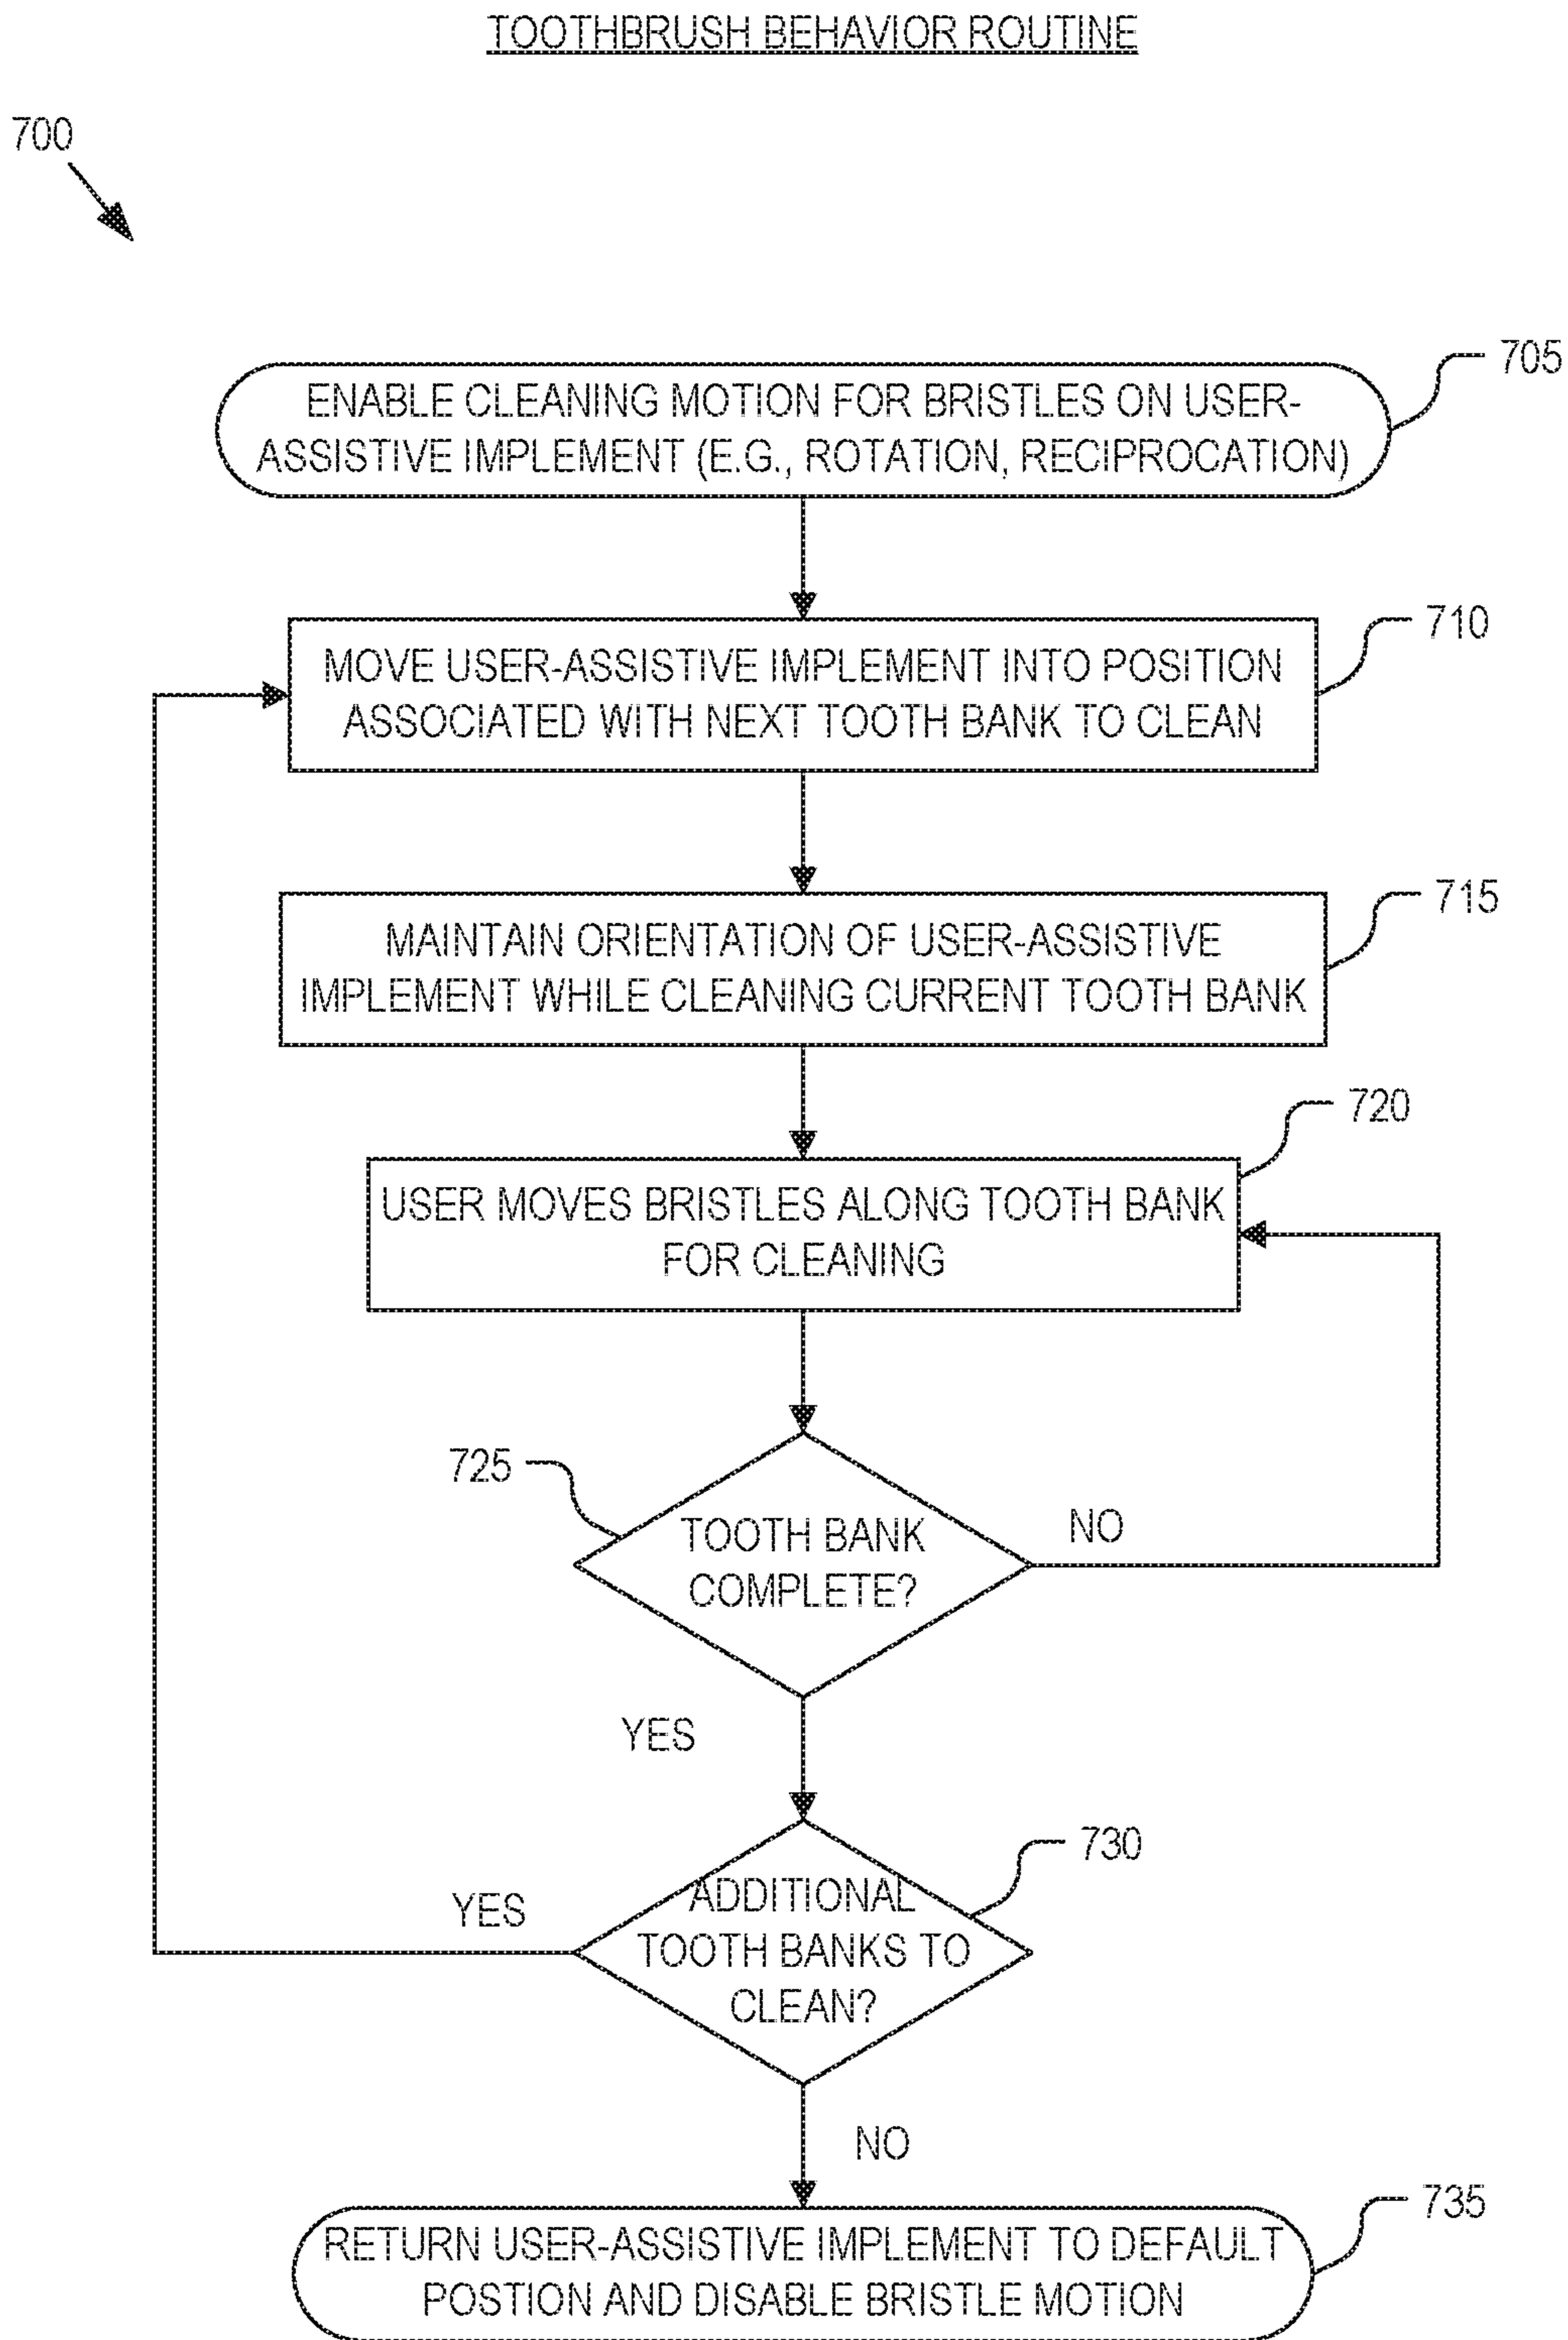 TOOTHBRUSH BEHAVIOR ROUTINE
700
705
ENABLE CLEANING MOTION FOR BRISTLES ON USER-
ASSISTIVE IMPLEMENT (E.G., ROTATION, RECIPROCATION)
710
MOVE USER-ASSISTIVE IMPLEMENT INTO POSITION
ASSOCIATED WITH NEXT TOOTH BANK TO CLEAN
715
MAINTAIN ORIENTATION OF USER-ASSISTIVE
IMPLEMENT WHILE CLEANING CURRENT TOOTH BANK
720
USER MOVES BRISTLES ALONG TOOTH BANK
FOR CLEANING
725
TOOTH BANK
COMPLETE?
NO
YES
730
ADDITIONAL
TOOTH BANKS TO
CLEAN?
YES
NO
735
RETURN USER-ASSISTIVE IMPLEMENT TO DEFAULT
POSTION AND DISABLE BRISTLE MOTION